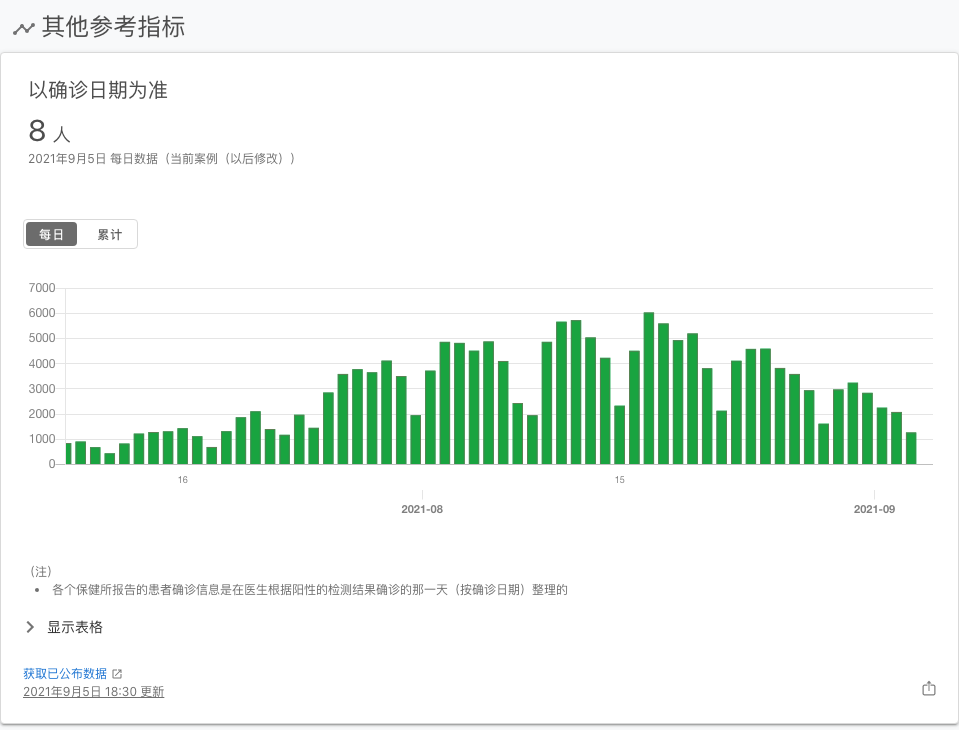 其他参考指标
以确诊日期为准
8 人
2021年9月5日 每日数据（当前案例（以后修改））
每日 累计
7000
6000
5000
4000
3000
2000
1000
0
16 15
2021-08 2021-09
（注）
• 各个保健所报告的患者确诊信息是在医生根据阳性的检测结果确诊的那一天（按确诊日期）整理的
显示表格
获取已公布数据
2021年9月5日 18:30 更新